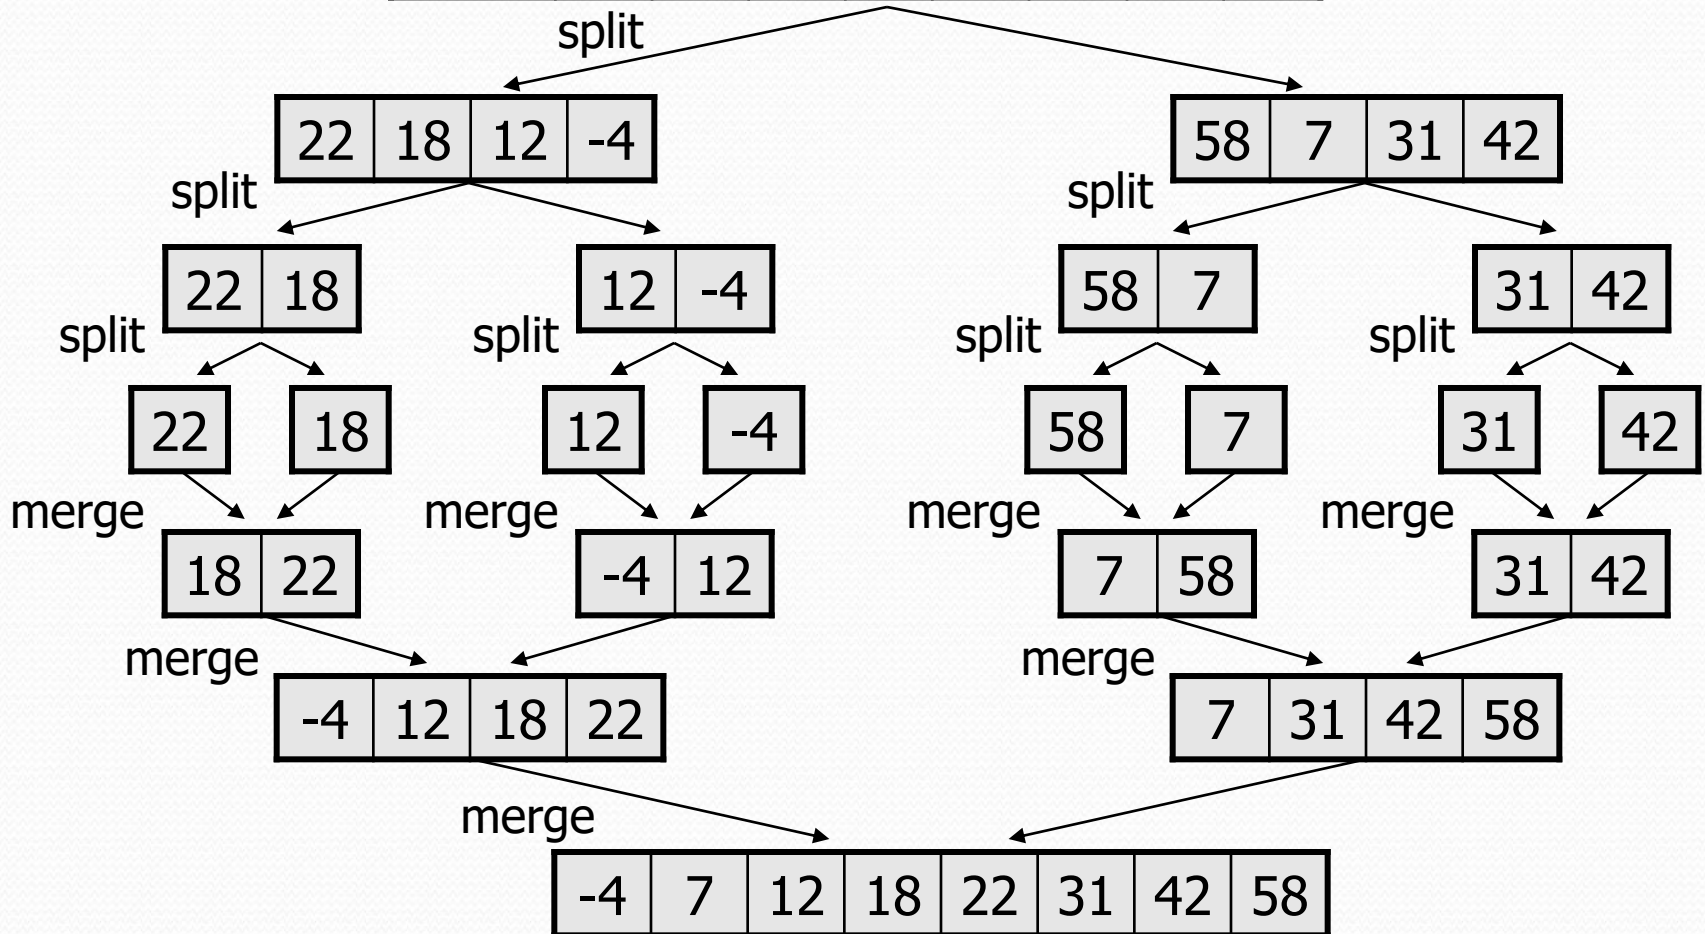 split
22 18 12 -4 58 7 31 42
split split
22 18 12 -4 58 7 31 42
split split split split
22 18 12 -4 58 7 31 42
merge merge merge merge
18 22 -4 12 7 58 31 42
merge merge
-4 12 18 22 7 31 42 58
merge
-4 7 12 18 22 31 42 58